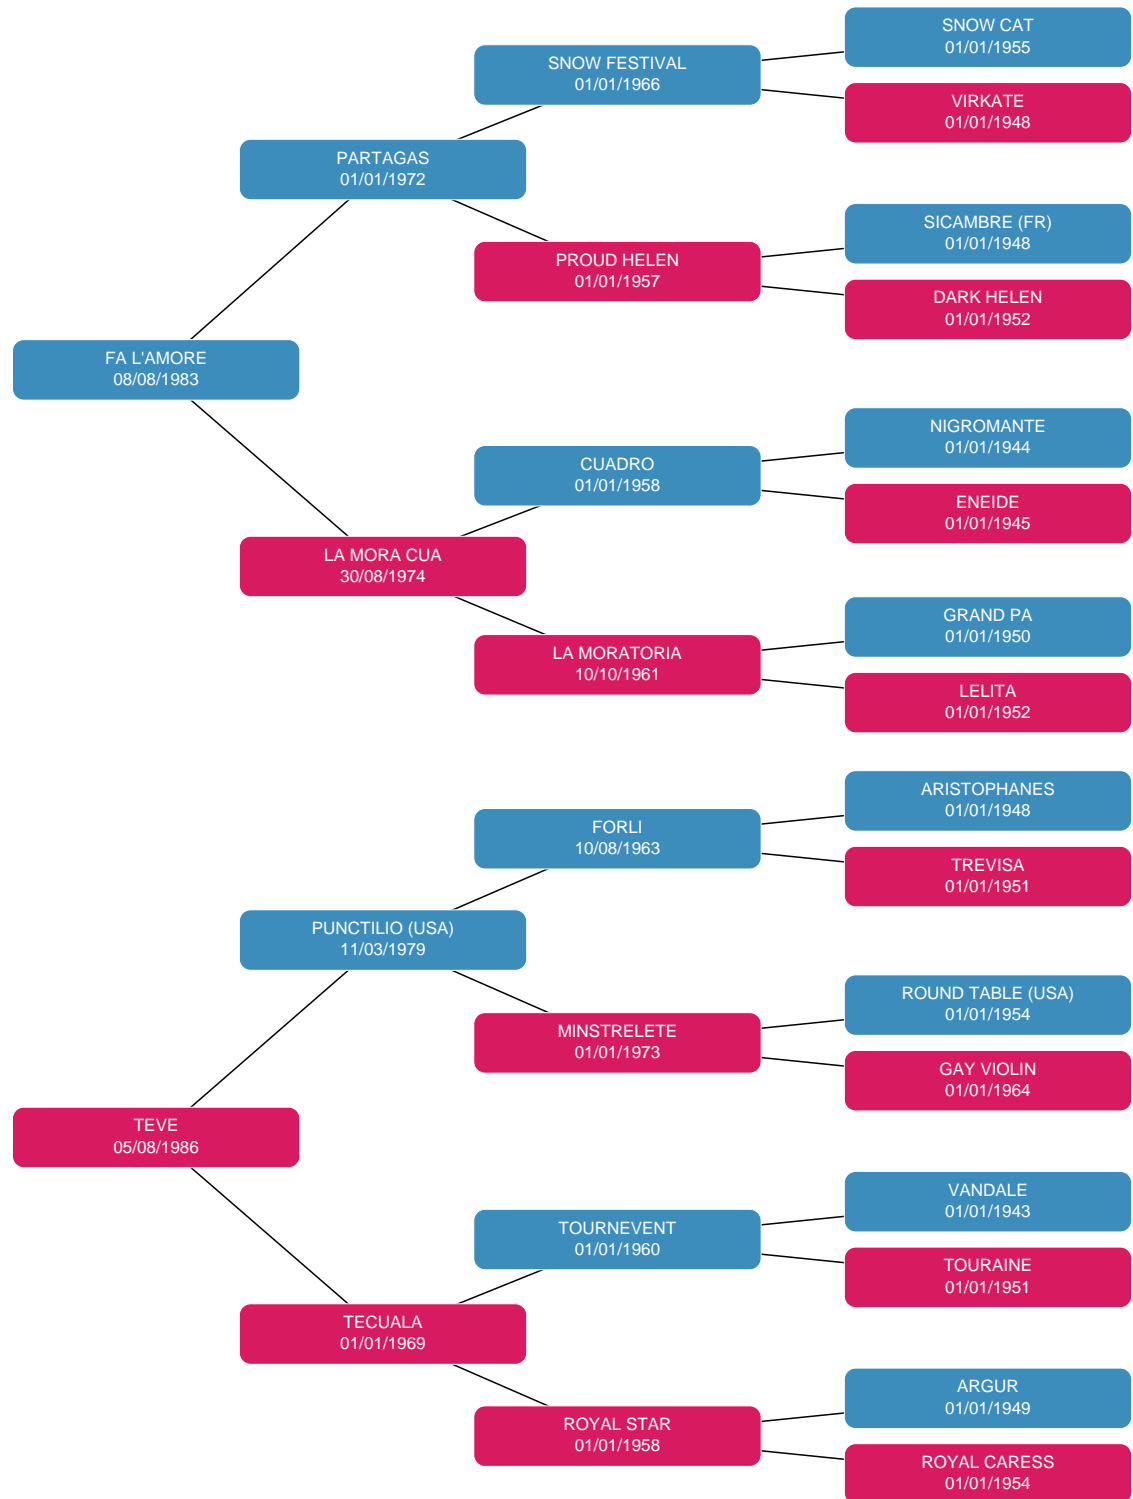 SNOW CAT
01/01/1955
SNOW FESTIVAL
01/01/1966
VIRKATE
01/01/1948
PARTAGAS
01/01/1972
SICAMBRE (FR)
01/01/1948
PROUD HELEN
01/01/1957
DARK HELEN
01/01/1952
FA L'AMORE
08/08/1983
NIGROMANTE
01/01/1944
CUADRO
01/01/1958
ENEIDE
01/01/1945
LA MORA CUA
30/08/1974
GRAND PA
01/01/1950
LA MORATORIA
10/10/1961
LELITA
01/01/1952
ARISTOPHANES
01/01/1948
FORLI
10/08/1963
TREVISA
01/01/1951
PUNCTILIO (USA)
11/03/1979
ROUND TABLE (USA)
01/01/1954
MINSTRELETE
01/01/1973
GAY VIOLIN
01/01/1964
TEVE
05/08/1986
VANDALE
01/01/1943
TOURNEVENT
01/01/1960
TOURAINE
01/01/1951
TECUALA
01/01/1969
ARGUR
01/01/1949
ROYAL STAR
01/01/1958
ROYAL CARESS
01/01/1954